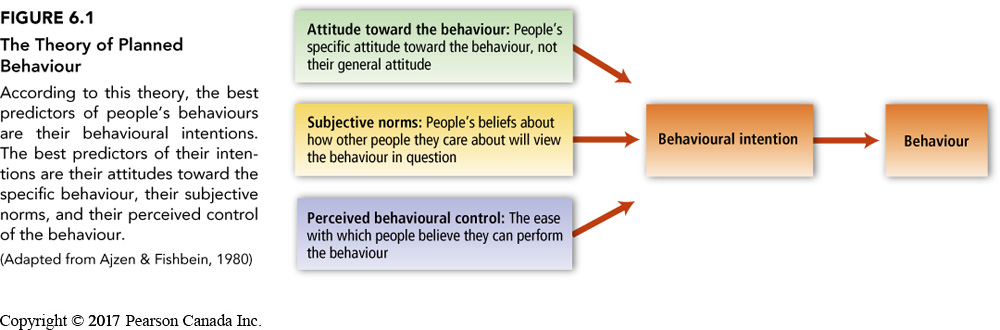 FIGURE 6.1
The Theory of Planned
Behaviour
According to this theory, the best
predictors of people's behaviours
are their behavioural intentions.
The best predictors of their inten-
tions are their attitudes toward the
specific behaviour, their subjective
norms, and their perceived control
of the behaviour.
(Adapted from Ajzen & Fishbein, 1980)
Attitude toward the behaviour: People's
specific attitude toward the behaviour, not
their general attitude
Subjective norms: People's beliefs about
how other people they care about will view
the behaviour in question
Perceived behavioural control: The ease
with which people believe they can perform
the behaviour
Behavioural intention
Behaviour
Copyright © 2017 Pearson Canada Inc.